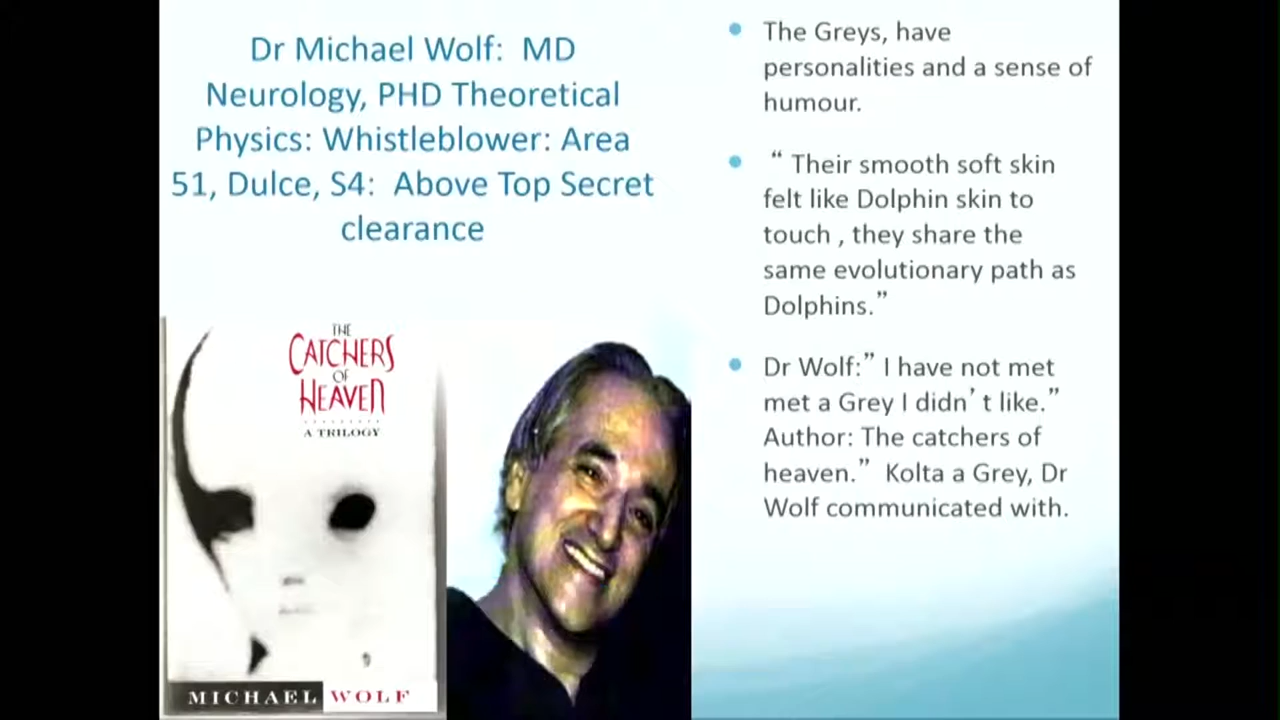 Dr Michael Wolf: MD
Neurology, PHD Theoretical
Physics: Whistleblower: Area
51, Dulce, S4: Above Top Secret
clearance
THE
CATCHERS
OF
HEAVEN
A TRILOGY
MICHAEL WOLF
The Greys, have
personalities and a sense of
humour.
“ Their smooth soft skin
felt like Dolphin skin to
touch , they share the
same evolutionary path as
Dolphins.”
Dr Wolf:” I have not met
met a Grey I didn’ t like.”
Author: The catchers of
heaven.” Kolta a Grey, Dr
Wolf communicated with.